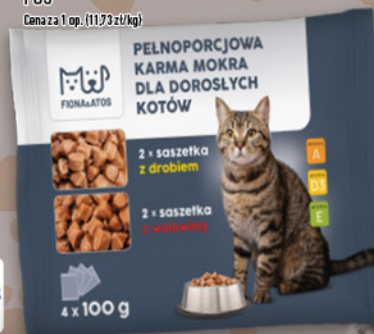 Cena za 1 op. (11,73 zł/kg)
PEŁNOPORCJOWA
KARMA MOKRA
DLA DOROSŁYCH
KOTÓW
FIONA&ATOS
2 x saszetka
z drobiem
2 x saszetka
z wołowiną
A
D3
E
4 x 100 g